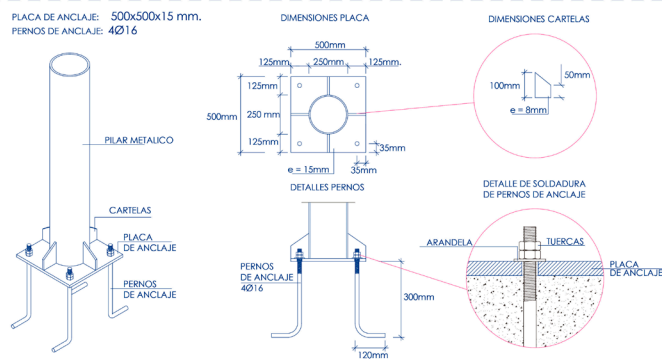 PLACA DE ANCLAJE: 500x500x15 mm.
PERNOS DE ANCLAJE: 4Ø16
PILAR METALICO
CARTELAS
PLACA
DE ANCLAJE
PERNOS
DE ANCLAJE
DIMENSIONES PLACA
500mm
125mm
250mm
125mm.
125mm
500mm
250 mm
125mm
35mm
35mm
e = 15mm
DIMENSIONES CARTELAS
100mm
50mm
e = 8mm
DETALLES PERNOS
PERNOS
DE ANCLAJE
4Ø16
300mm
120mm
DETALLE DE SOLDADURA
DE PERNOS DE ANCLAJE
ARANDELA
TUERCAS
PLACA
DE ANCLAJE